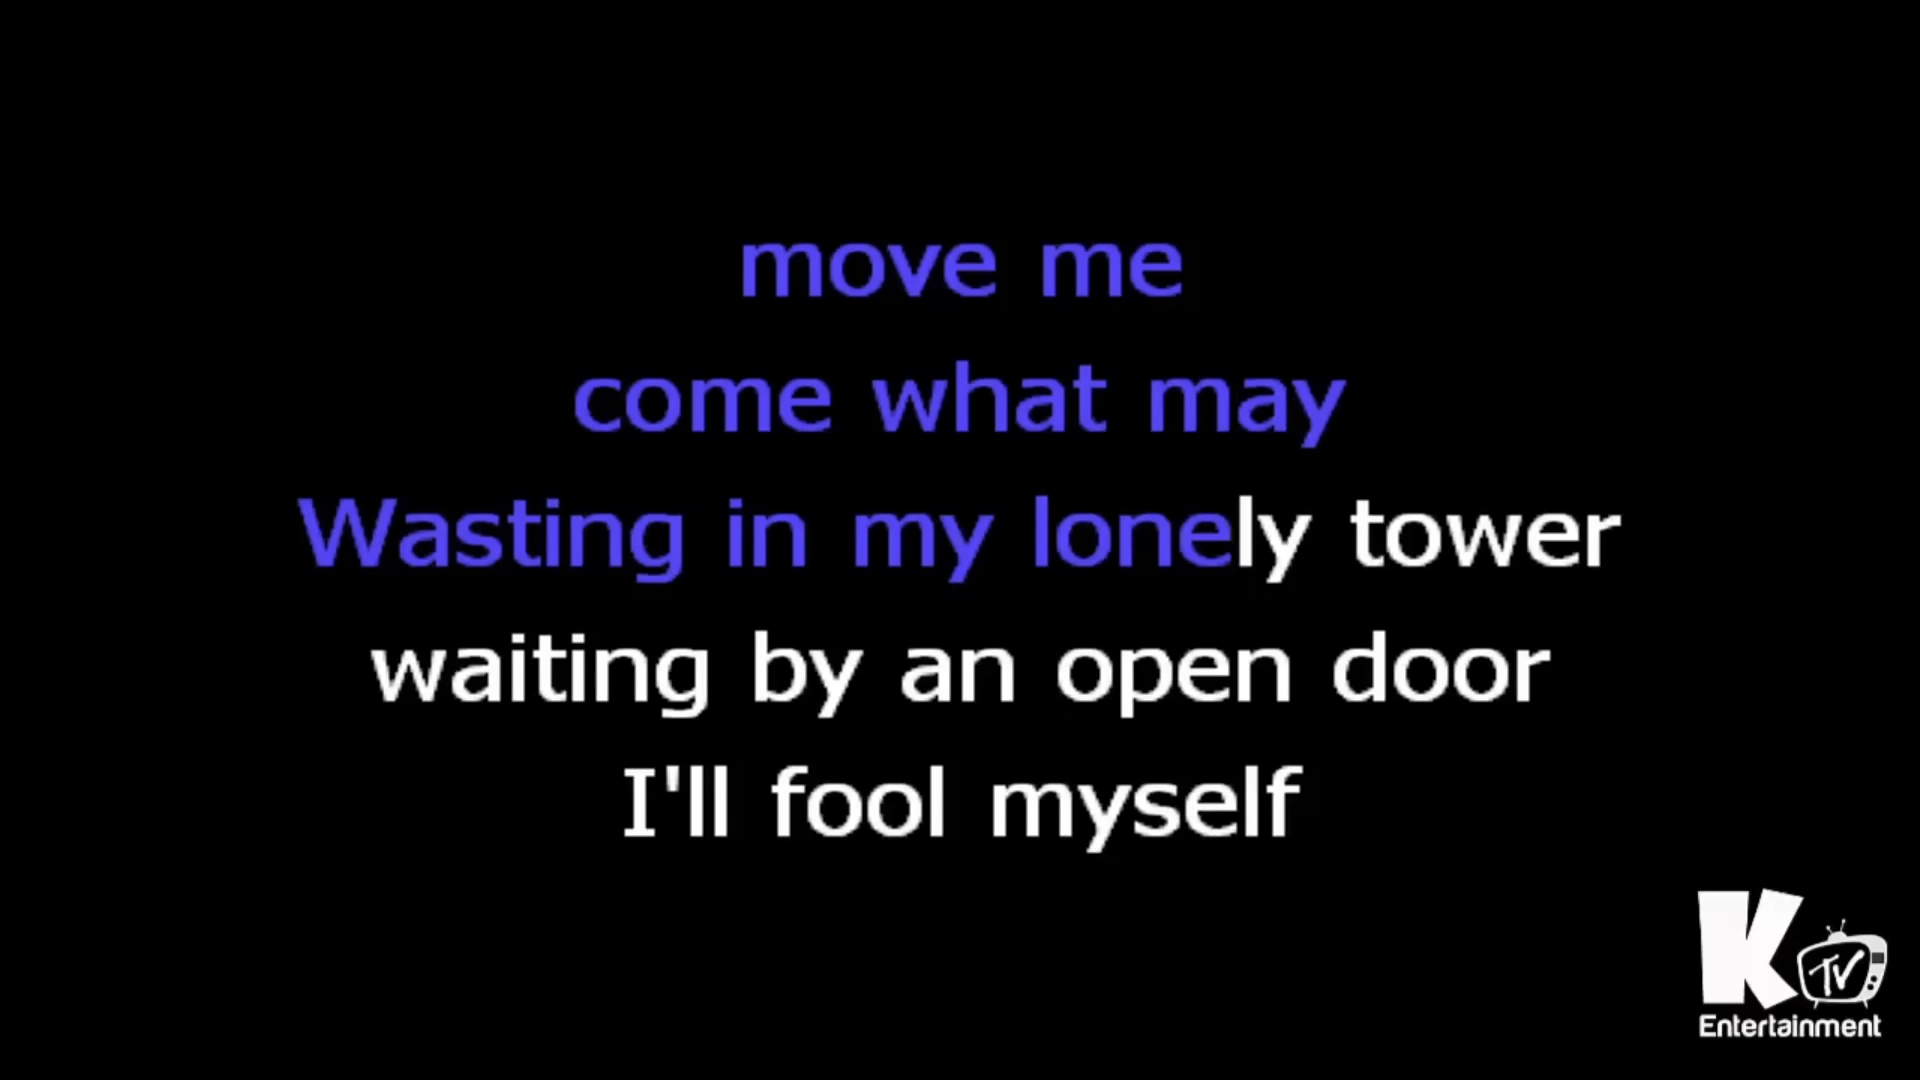 move me
come what may
Wasting in my lonely tower
waiting by an open door
I'll fool myself
K TV
Entertainment